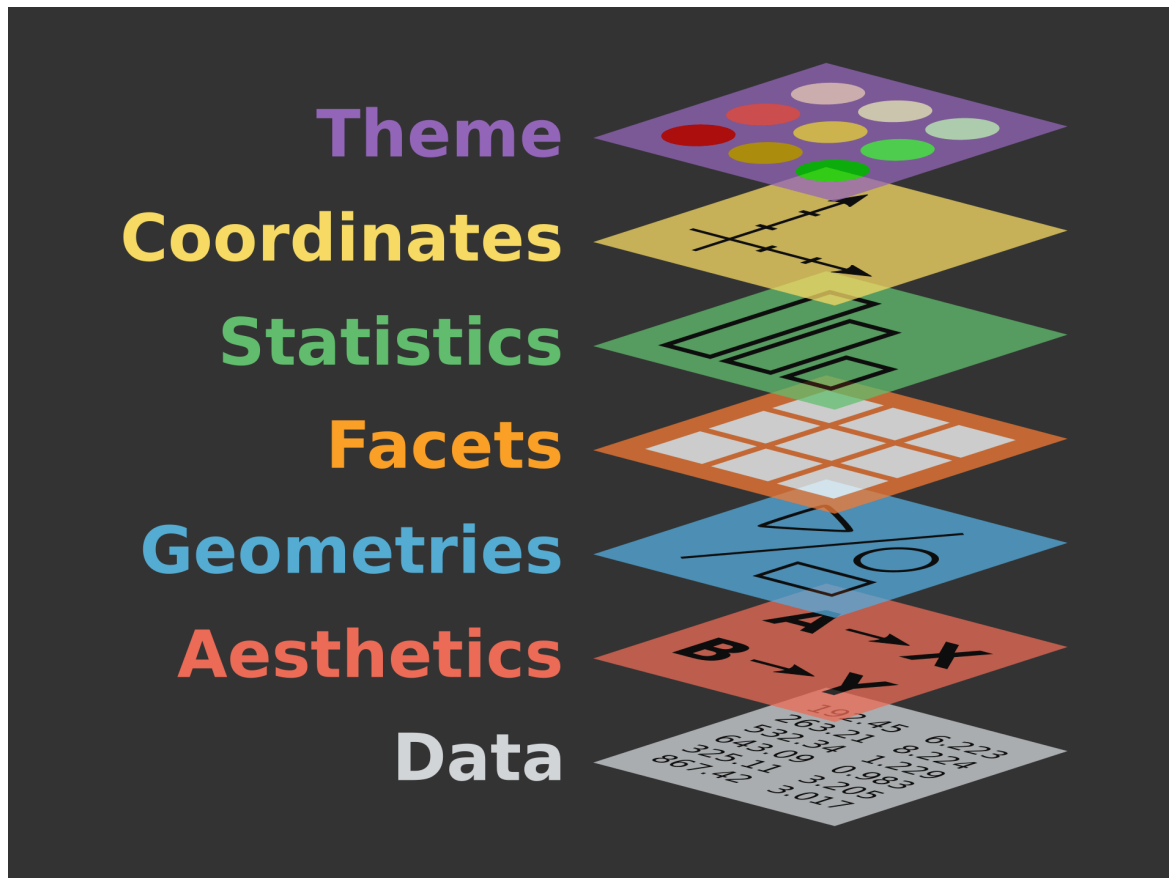 Theme
Coordinates
Statistics
Facets
Geometries
Aesthetics
A → X
B → Y
Data
192.45 6.223
263.21 8.224
532.34 1.229
643.09 0.983
325.11 3.205
867.42 3.017